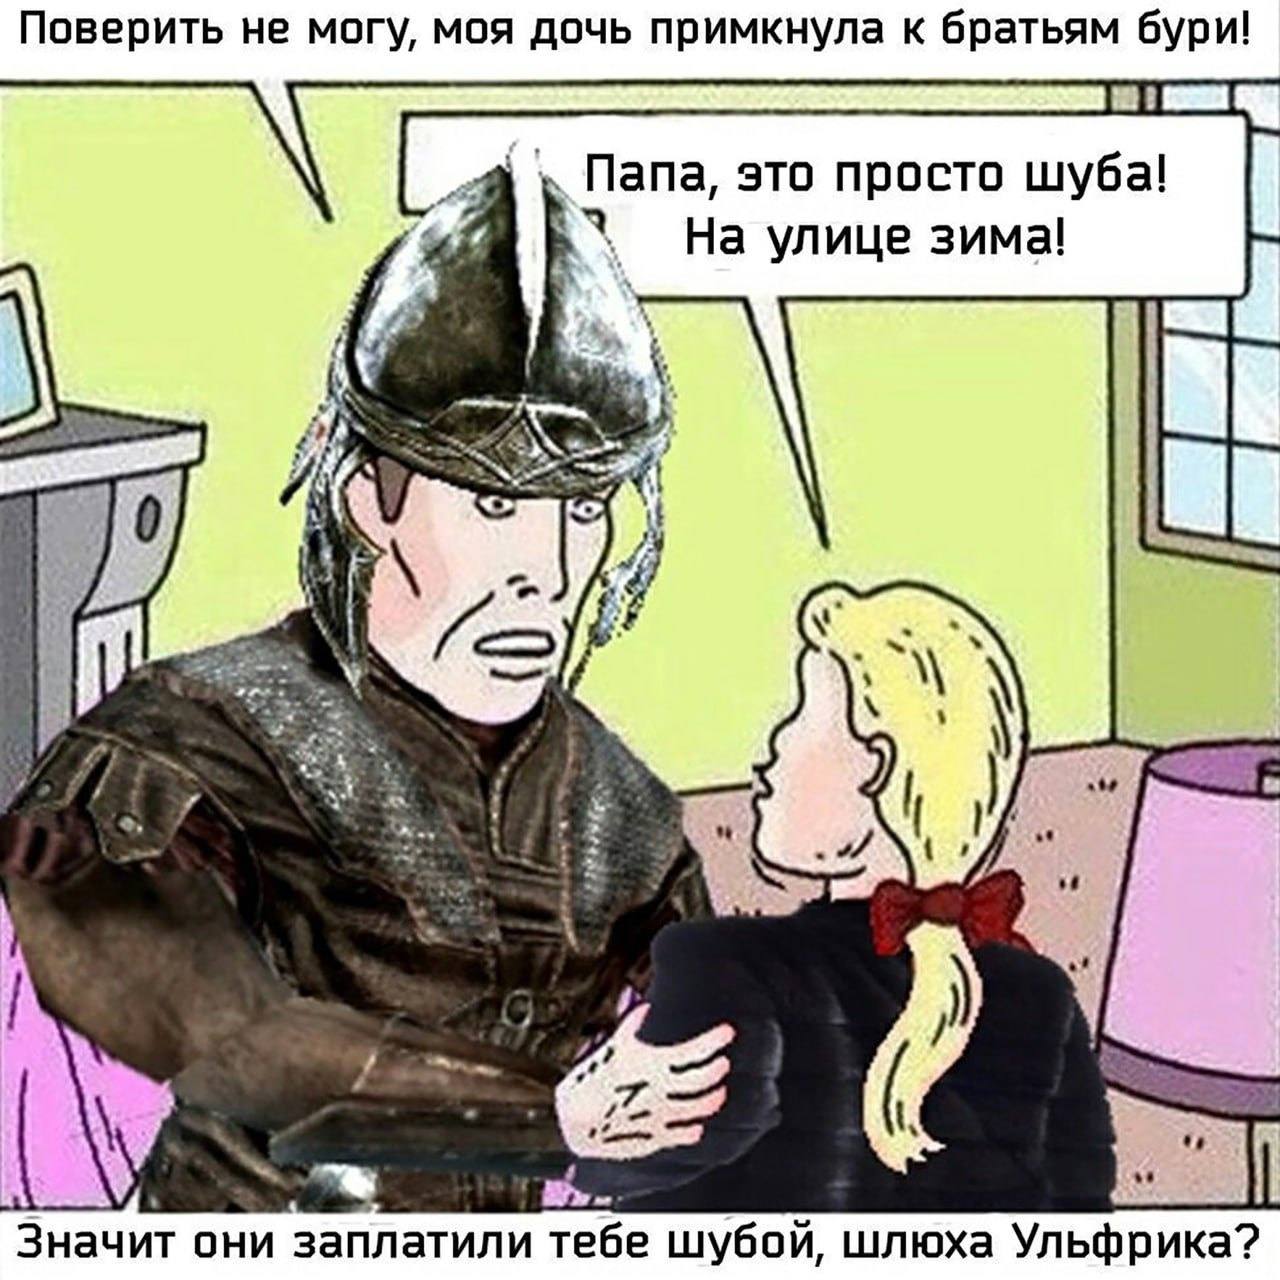 Поверить не могу, моя дочь примкнула к братьям бури!
Папа, это просто шуба!
На улице зима!
Значит они заплатили тебе шубой, шлюха Ульфрика?